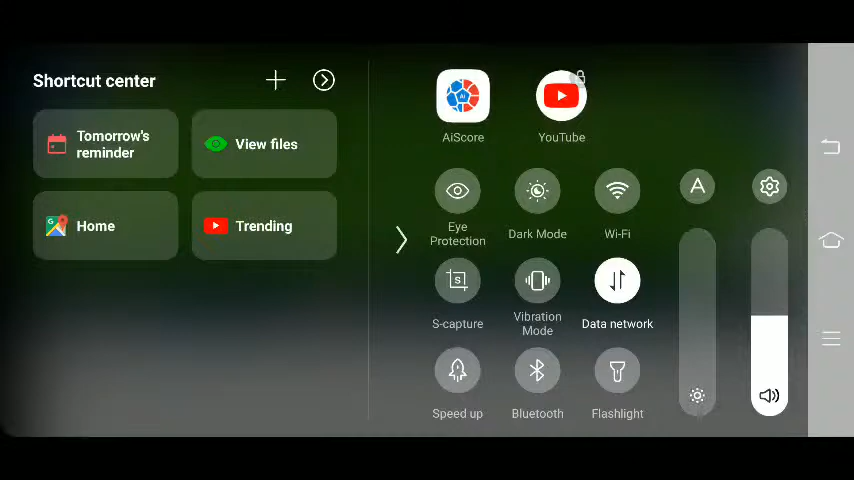 Shortcut center
Tomorrow's
reminder
View files
Home
Trending
Ai
AiScore
YouTube
Eye
Protection
Dark Mode
Wi-Fi
A
S
S-capture
Vibration
Mode
Data network
Speed up
Bluetooth
Flashlight